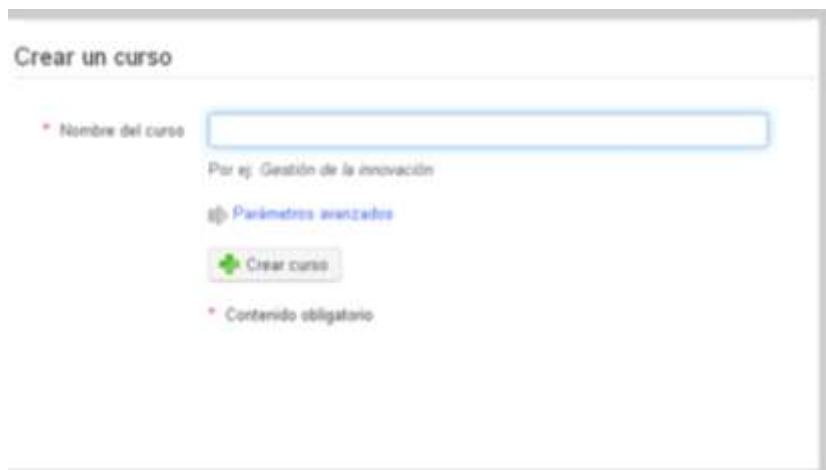 Crear un curso
* Nombre del curso
Por ej: Gestión de la innovación
Parámetros avanzados
Crear curso
* Contenido obligatorio